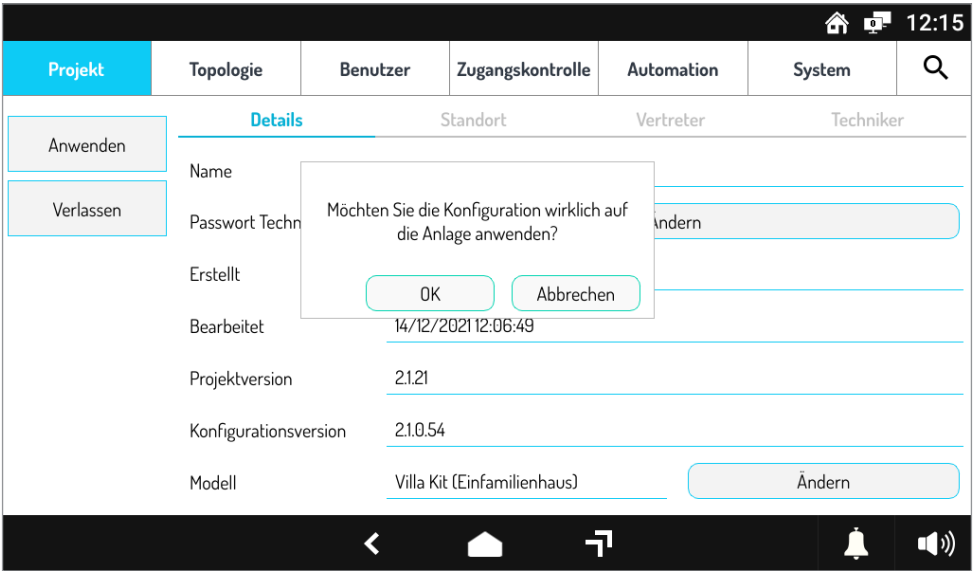 12:15
Projekt Topologie Benutzer Zugangskontrolle Automation System
Details Standort Vertreter Techniker
Anwenden
Verlassen
Name
Möchten Sie die Konfiguration wirklich auf
die Anlage anwenden?
Passwort Techn
Ändern
Erstellt
OK Abbrechen
Bearbeitet 14/12/2021 12:06:49
Projektversion 2.1.21
Konfigurationsversion 2.1.0.54
Modell Villa Kit (Einfamilienhaus) Ändern